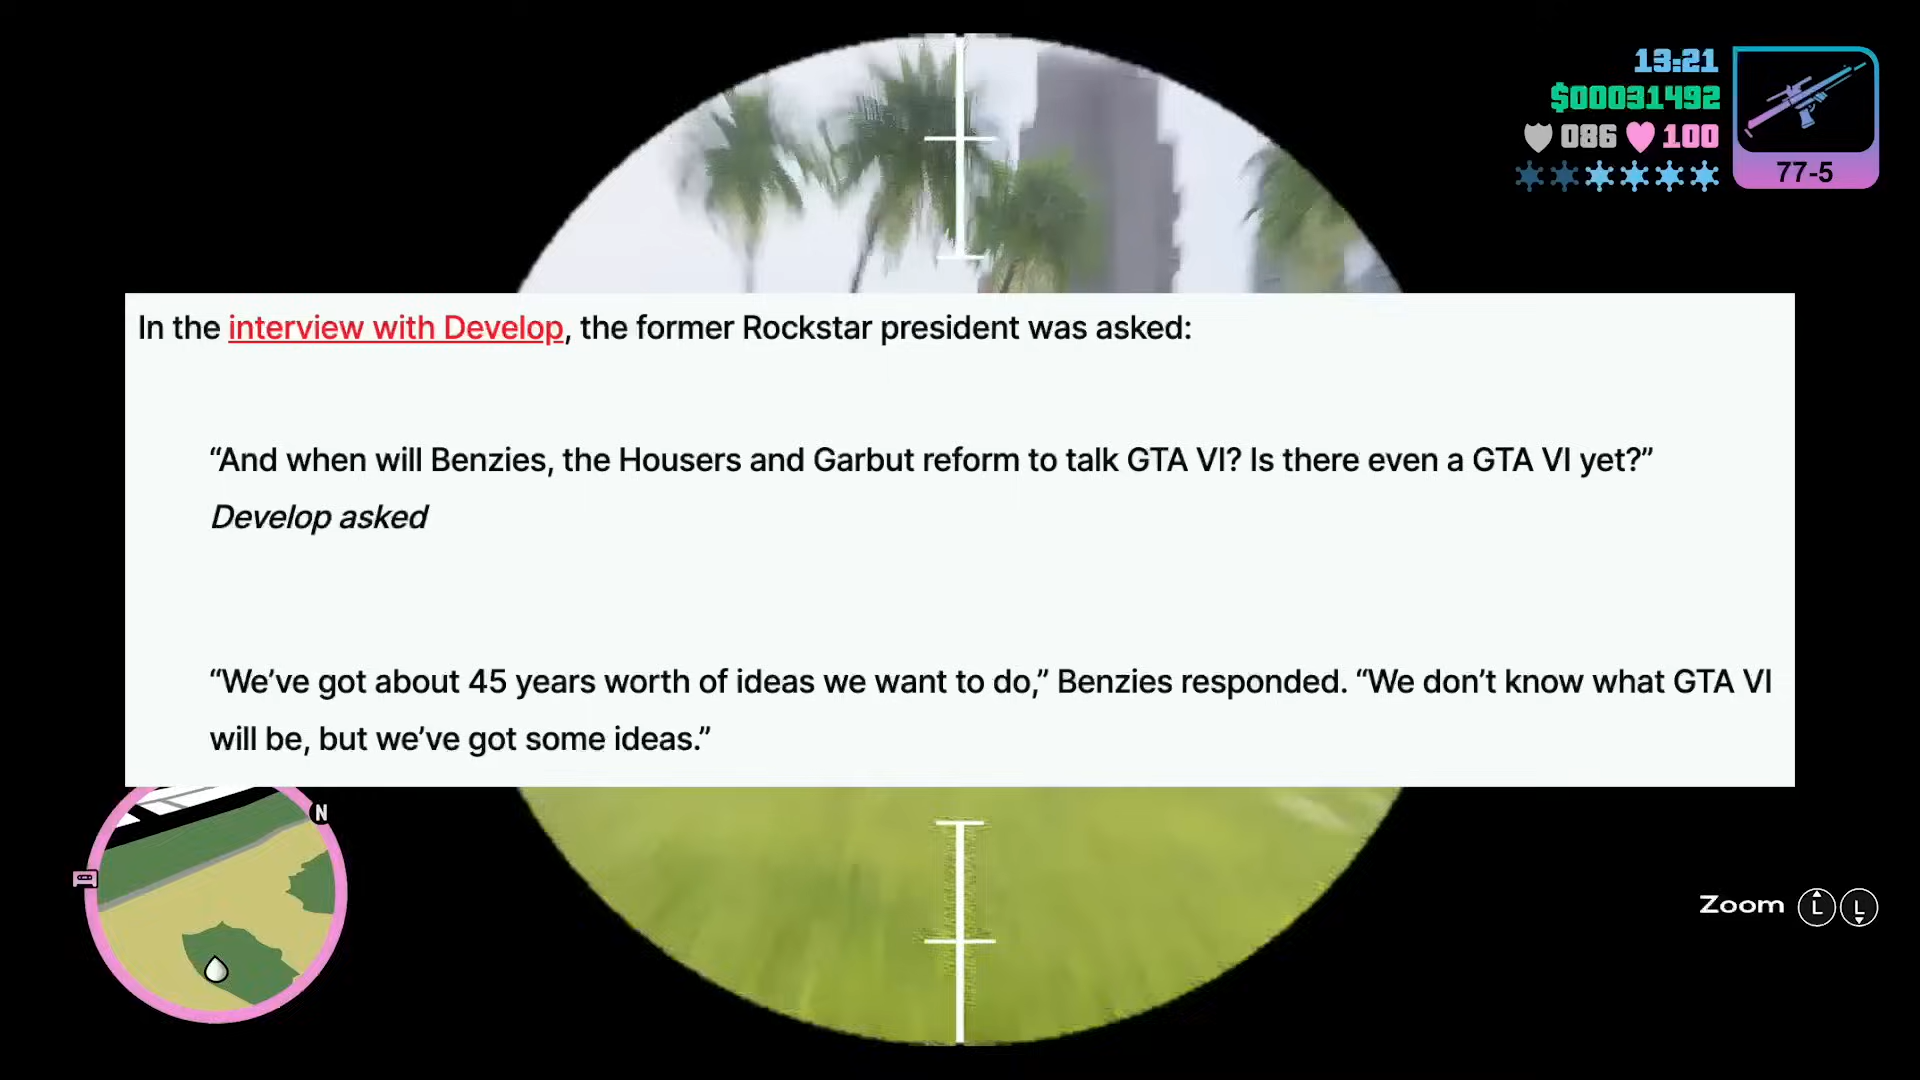 13:21
$00031492
086 100
77-5
In the interview with Develop, the former Rockstar president was asked:
“And when will Benzies, the Housers and Garbut reform to talk GTA VI? Is there even a GTA VI yet?”
Develop asked
“We’ve got about 45 years worth of ideas we want to do,” Benzies responded. “We don’t know what GTA VI
will be, but we’ve got some ideas.”
N
Zoom L L